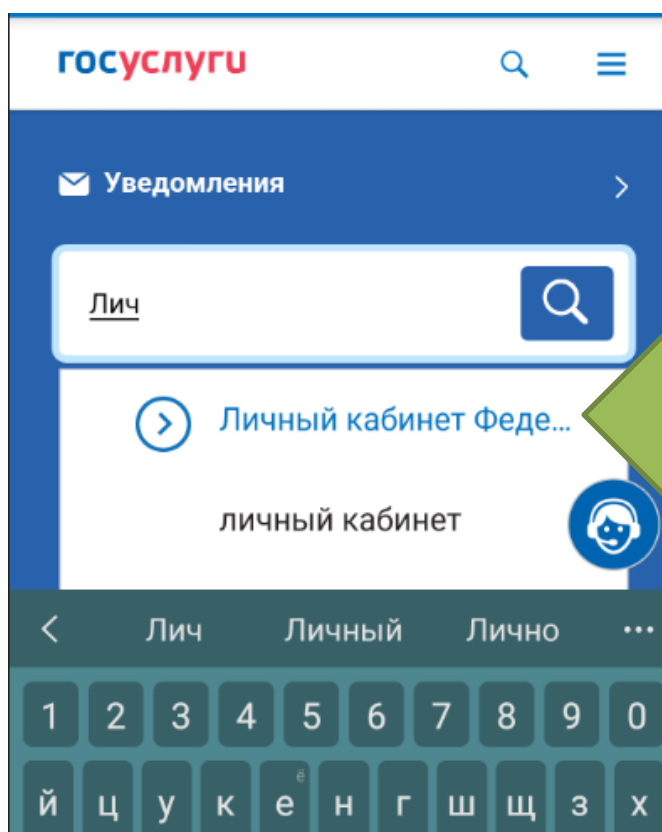 госуслуги
Уведомления
Лич
Личный кабинет Феде...
личный кабинет
Лич Личный Лично ...
1 2 3 4 5 6 7 8 9 0
ё
й ц у к е н г ш щ з х